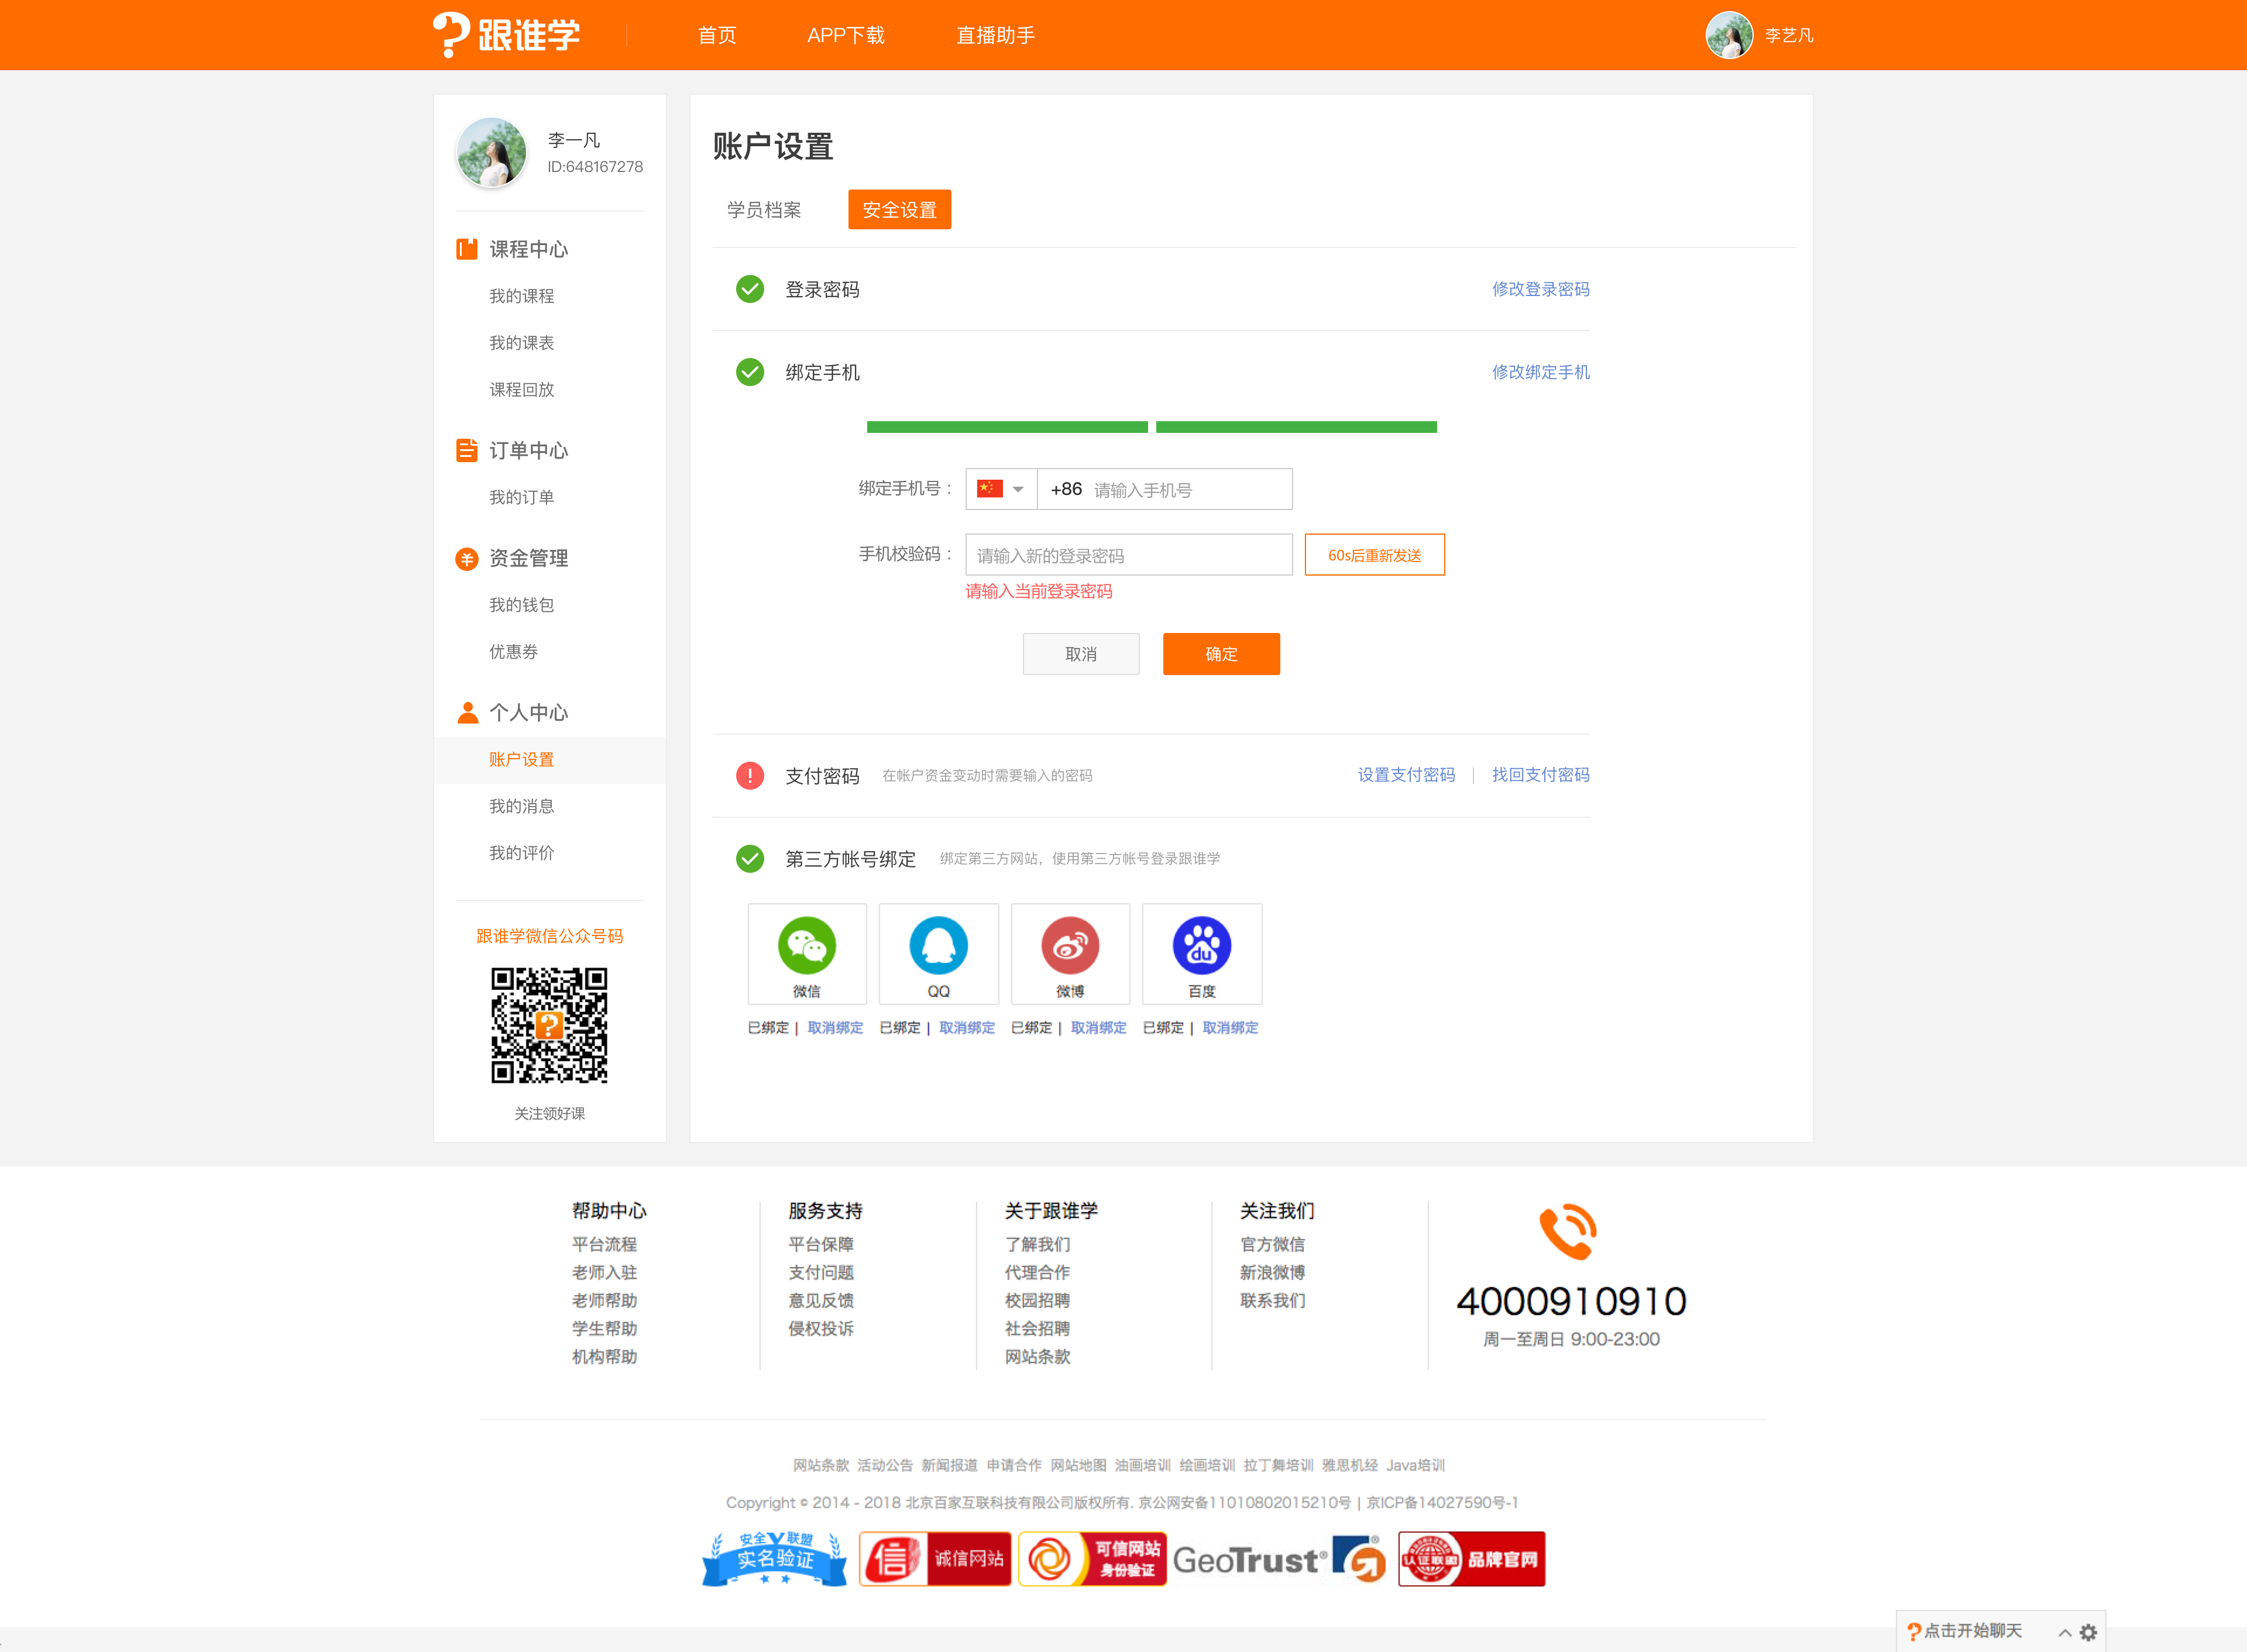 跟谁学
首页 APP下载 直播助手 李艺凡
李一凡
ID:648167278
课程中心
我的课程
我的课表
课程回放
订单中心
我的订单
资金管理
我的钱包
优惠券
个人中心
账户设置
我的消息
我的评价
跟谁学微信公众号码
关注领好课
账户设置
学员档案 安全设置
登录密码 修改登录密码
绑定手机 修改绑定手机
绑定手机号： +86 请输入手机号
手机校验码： 请输入新的登录密码 60s后重新发送
请输入当前登录密码
取消 确定
支付密码 在帐户资金变动时需要输入的密码 设置支付密码 | 找回支付密码
第三方帐号绑定 绑定第三方网站，使用第三方帐号登录跟谁学
du
微信 QQ 微博 百度
已绑定 | 取消绑定 已绑定 | 取消绑定 已绑定 | 取消绑定 已绑定 | 取消绑定
帮助中心
平台流程
老师入驻
老师帮助
学生帮助
机构帮助
服务支持
平台保障
支付问题
意见反馈
侵权投诉
关于跟谁学
了解我们
代理合作
校园招聘
社会招聘
网站条款
关注我们
官方微信
新浪微博
联系我们
4000910910
周一至周日 9:00-23:00
网站条款 活动公告 新闻报道 申请合作 网站地图 油画培训 绘画培训 拉丁舞培训 雅思机经 Java培训
Copyright © 2014 - 2018 北京百家互联科技有限公司版权所有. 京公网安备11010802015210号 | 京ICP备14027590号-1
安全V联盟
实名验证
信 诚信网站
可信网站
身份验证
GeoTrust®
认证联盟 品牌官网
点击开始聊天